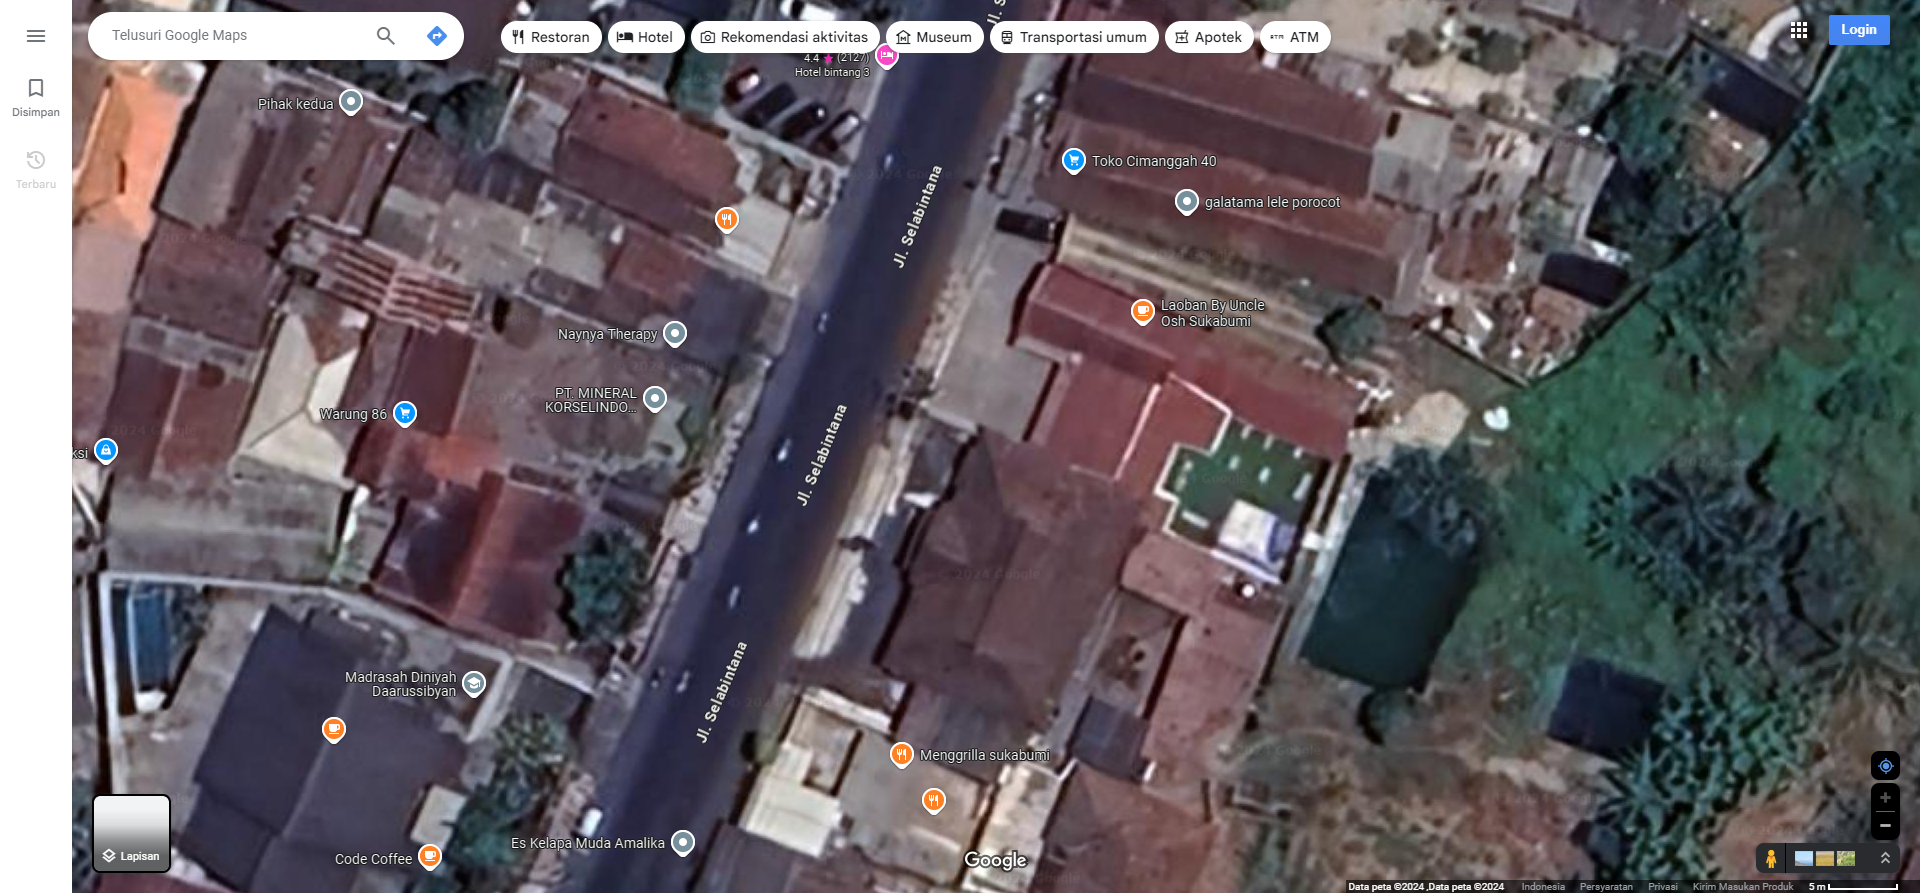 Telusuri Google Maps
Restoran
Hotel
Rekomendasi aktivitas
Museum
Transportasi umum
Apotek
ATM
Login
Disimpan
Terbaru
4.4 ★ (2127)
Hotel bintang 3
Pihak kedua
Toko Cimanggah 40
galatama lele porocot
Jl. Selabintana
Laoban By Uncle
Osh Sukabumi
Naynya Therapy
PT. MINERAL
KORSELINDO...
Warung 86
ksi
Jl. Selabintana
Madrasah Diniyah
Daarussibyan
Jl. Selabintana
Menggrilla sukabumi
Es Kelapa Muda Amalika
Code Coffee
Lapisan
Google
Data peta ©2024 ,Data peta ©2024
Indonesia
Persyaratan
Privasi
Kirim Masukan Produk
5 m